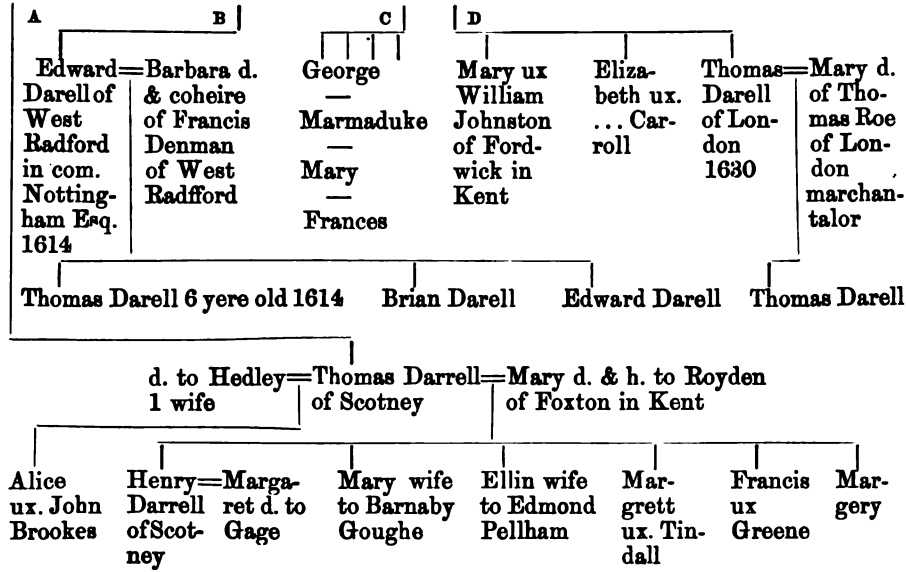 A B C D
Edward=Barbara d.
Darell of & coheire
West of Francis
Radford Denman
in com. of West
Notting- Radfford
ham Esq.
1614
George
—
Marmaduke
—
Mary
—
Frances
Mary ux
William
Johnston
of Ford-
wick in
Kent
Eliza-
beth ux.
... Car-
roll
Thomas=Mary d.
Darell of Tho-
of Lon- mas Roe
don of Lon-
1630 don
marchan-
talor
Thomas Darell 6 yere old 1614 Brian Darell Edward Darell Thomas Darell
d. to Hedley=Thomas Darrell=Mary d. & h. to Royden
1 wife of Scotney of Foxton in Kent
Alice
ux. John
Brookes
Henry=Marga-
Darrell ret d. to
of Scot- Gage
ney
Mary wife
to Barnaby
Goughe
Ellin wife
to Edmond
Pellham
Mar-
grett
ux. Tin-
dall
Francis
ux
Greene
Mar-
gery